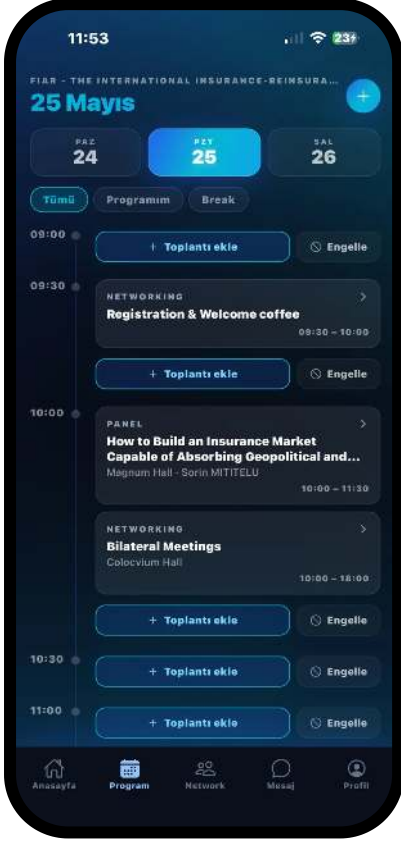 11:53
23
FIAR - THE INTERNATIONAL INSURANCE-REINSURA...
25 Mayıs
+
PAZ
24
PZT
25
SAL
26
Tümü
Programım
Break
09:00
+ Toplantı ekle
Engelle
09:30
NETWORKING
Registration & Welcome coffee
09:30 – 10:00
+ Toplantı ekle
Engelle
10:00
PANEL
How to Build an Insurance Market
Capable of Absorbing Geopolitical and...
Magnum Hall - Sorin MITITELU
10:00 – 11:30
NETWORKING
Bilateral Meetings
Colocvium Hall
10:00 – 18:00
+ Toplantı ekle
Engelle
10:30
+ Toplantı ekle
Engelle
11:00
+ Toplantı ekle
Engelle
Anasayfa
Program
Network
Mesaj
Profil